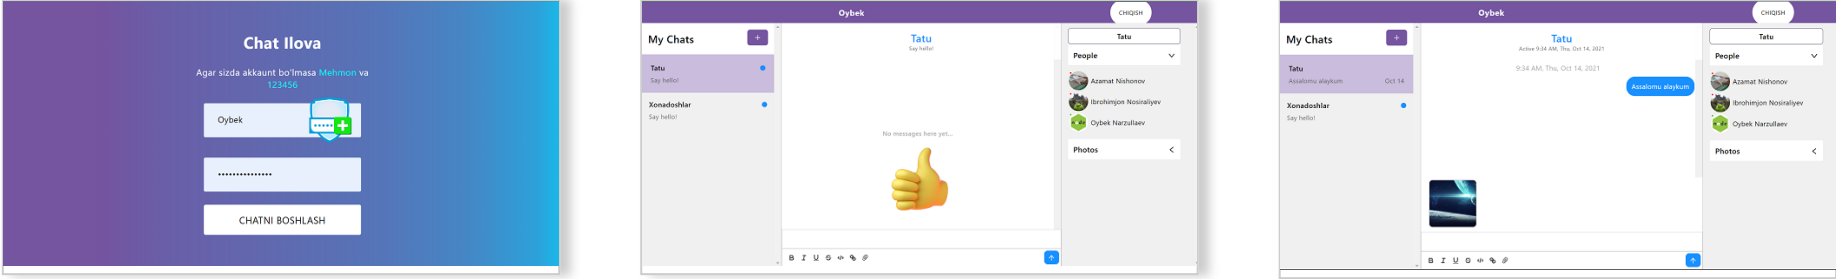 Chat Ilova
Agar sizda akkaunt bo'lmasa Mehmon va
123456
Oybek
CHATNI BOSHLASH
Oybek
CHIQISH
My Chats
+
Tatu
Say hello!
Xonadoshlar
Say hello!
Tatu
Say hello!
No messages here yet...
B I U S </>
Tatu
People
Azamat Nishonov
Ibrohimjon Nosiraliyev
Oybek Narzullaev
Photos
Oybek
CHIQISH
My Chats
+
Tatu
Assalomu alaykum Oct 14
Xonadoshlar
Say hello!
Tatu
Active 9:34 AM, Thu, Oct 14, 2021
9:34 AM, Thu, Oct 14, 2021
Assalomu alaykum
B I U S </>
Tatu
People
Azamat Nishonov
Ibrohimjon Nosiraliyev
Oybek Narzullaev
Photos